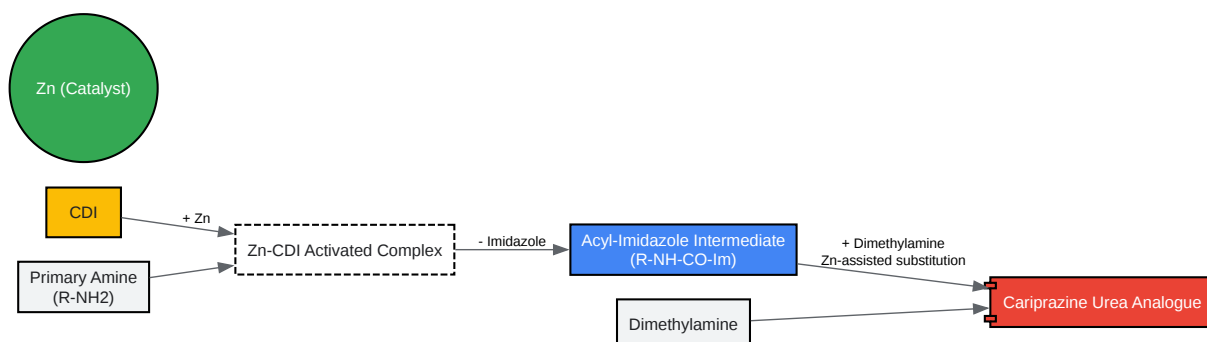 Zn (Catalyst)
CDI
+ Zn
Primary Amine
(R-NH2)
Zn-CDI Activated Complex
- Imidazole
Acyl-Imidazole Intermediate
(R-NH-CO-Im)
+ Dimethylamine
Zn-assisted substitution
Dimethylamine
Cariprazine Urea Analogue